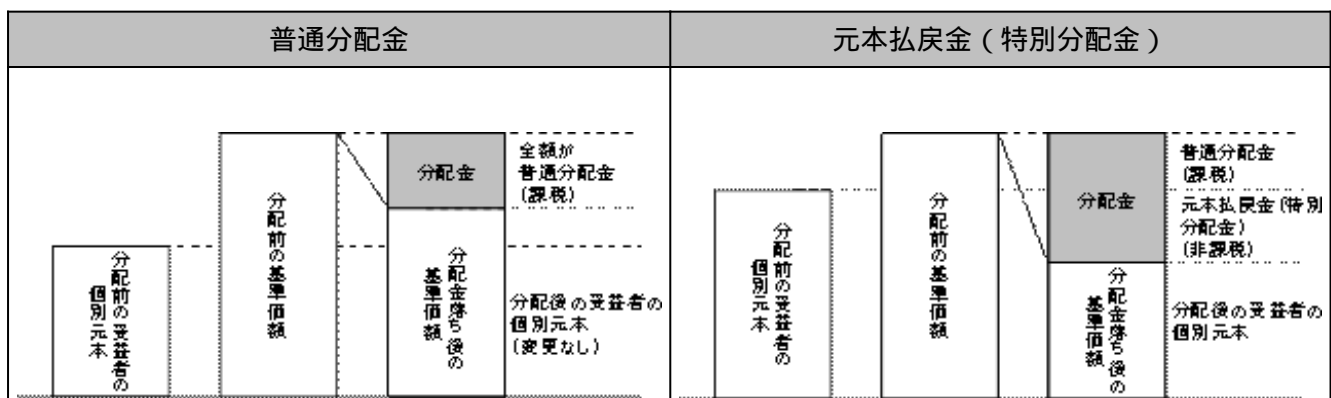 普通分配金
元本払戻金(特別分配金)
分配前の受益者の
個別元本
分配前の基準価額
分配金
分配金落ち後の
基準価額
全額が
普通分配金
(課税)
分配後の受益者の
個別元本
(変更なし)
分配前の受益者の
個別元本
分配前の基準価額
分配金
分配金落ち後の
基準価額
普通分配金
(課税)
元本払戻金(特別
分配金)
(非課税)
分配後の受益者の
個別元本